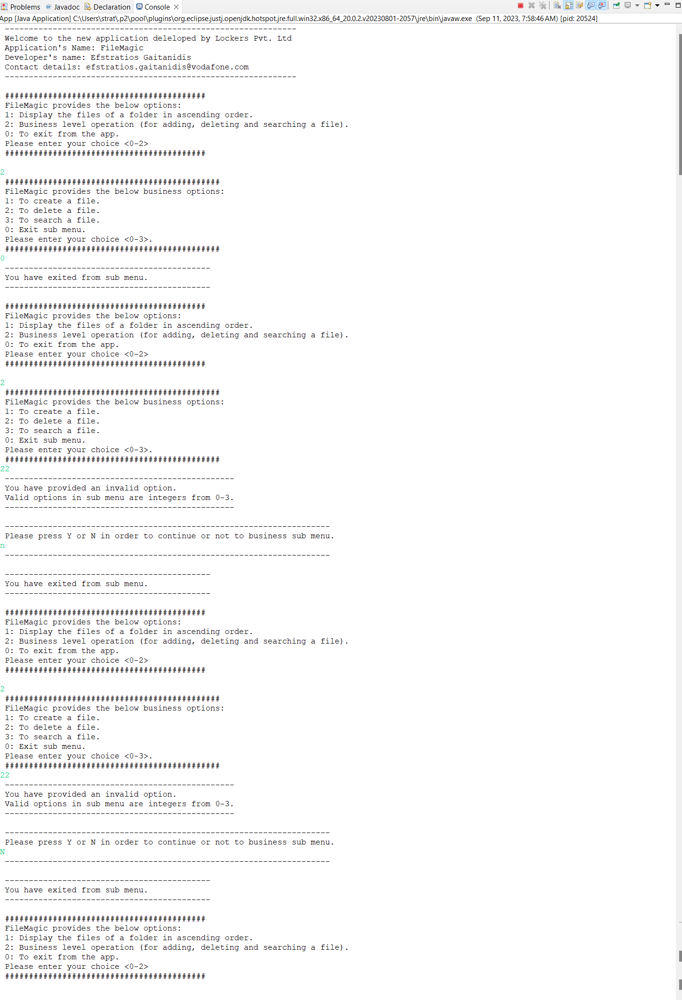 Problems @ Javadoc Declaration Console
App [Java Application] C:\Users\strat\.p2\pool\plugins\org.eclipse.justj.openjdk.hotspot.jre.full.win32.x86_64_20.0.2.v20230801-2057\jre\bin\javaw.exe (Sep 11, 2023, 7:58:46 AM) [pid: 20524]
-------------------------------------------------------------
Welcome to the new application deleloped by Lockers Pvt. Ltd
Application's Name: FileMagic
Developer's name: Efstratios Gaitanidis
Contact details: efstratios.gaitanidis@vodafone.com
-------------------------------------------------------------
##########################################
FileMagic provides the below options:
1: Display the files of a folder in ascending order.
2: Business level operation (for adding, deleting and searching a file).
0: To exit from the app.
Please enter your choice <0-2>
##########################################
2
#############################################
FileMagic provides the below business options:
1: To create a file.
2: To delete a file.
3: To search a file.
0: Exit sub menu.
Please enter your choice <0-3>.
#############################################
0
-------------------------------------------
You have exited from sub menu.
-------------------------------------------
##########################################
FileMagic provides the below options:
1: Display the files of a folder in ascending order.
2: Business level operation (for adding, deleting and searching a file).
0: To exit from the app.
Please enter your choice <0-2>
##########################################
2
#############################################
FileMagic provides the below business options:
1: To create a file.
2: To delete a file.
3: To search a file.
0: Exit sub menu.
Please enter your choice <0-3>.
#############################################
22
------------------------------------------------
You have provided an invalid option.
Valid options in sub menu are integers from 0-3.
------------------------------------------------
--------------------------------------------------------------------
Please press Y or N in order to continue or not to business sub menu.
n
--------------------------------------------------------------------
-------------------------------------------
You have exited from sub menu.
-------------------------------------------
##########################################
FileMagic provides the below options:
1: Display the files of a folder in ascending order.
2: Business level operation (for adding, deleting and searching a file).
0: To exit from the app.
Please enter your choice <0-2>
##########################################
2
#############################################
FileMagic provides the below business options:
1: To create a file.
2: To delete a file.
3: To search a file.
0: Exit sub menu.
Please enter your choice <0-3>.
#############################################
22
------------------------------------------------
You have provided an invalid option.
Valid options in sub menu are integers from 0-3.
------------------------------------------------
--------------------------------------------------------------------
Please press Y or N in order to continue or not to business sub menu.
N
--------------------------------------------------------------------
-------------------------------------------
You have exited from sub menu.
-------------------------------------------
##########################################
FileMagic provides the below options:
1: Display the files of a folder in ascending order.
2: Business level operation (for adding, deleting and searching a file).
0: To exit from the app.
Please enter your choice <0-2>
##########################################